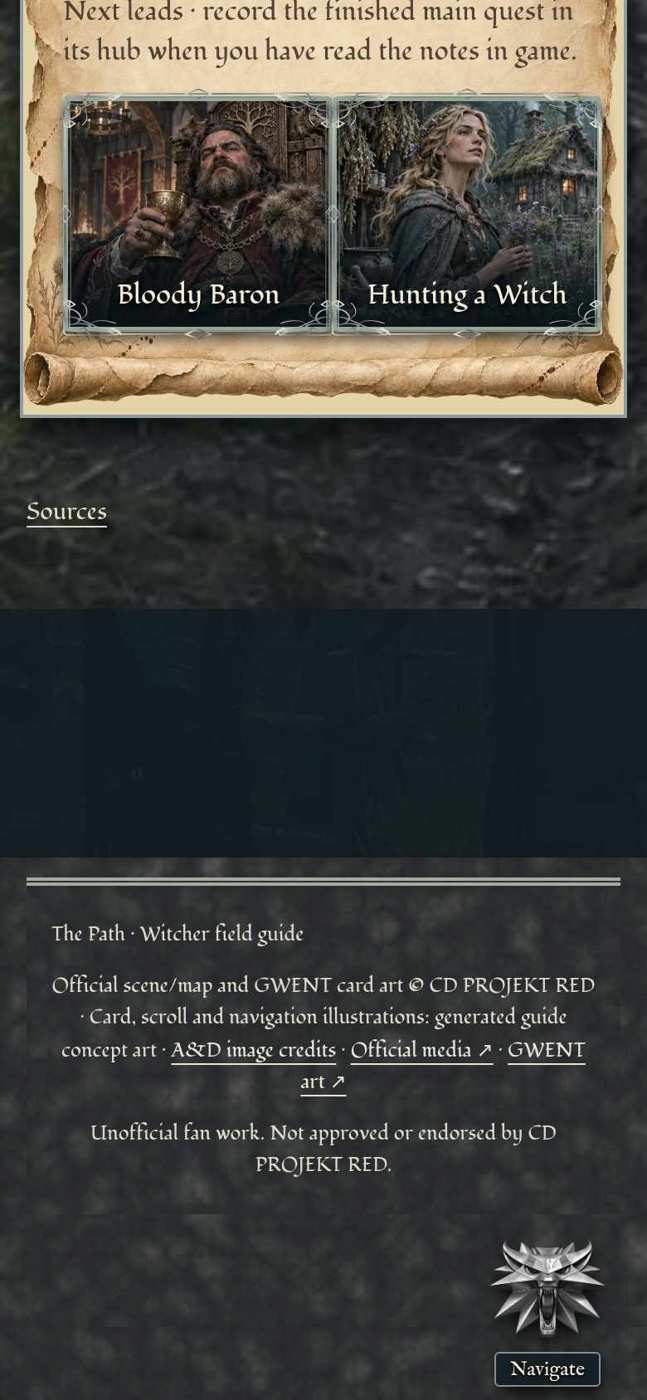 Next leads · record the finished main quest in
its hub when you have read the notes in game.
Bloody Baron
Hunting a Witch
Sources
The Path · Witcher field guide
Official scene/map and GWENT card art © CD PROJEKT RED
· Card, scroll and navigation illustrations: generated guide
concept art · A&D image credits · Official media ↗ · GWENT
art ↗
Unofficial fan work. Not approved or endorsed by CD
PROJEKT RED.
Navigate